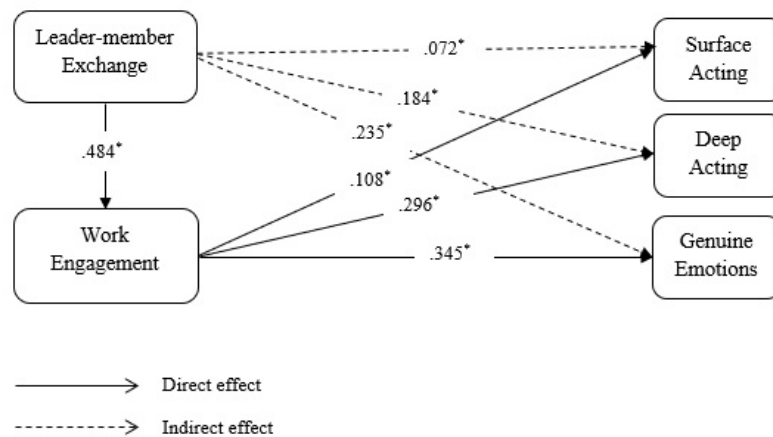 Leader-member
Exchange
Surface
Acting
.072*
.184*
.235*
Deep
Acting
.484*
.108*
.296*
Work
Engagement
.345*
Genuine
Emotions
Direct effect
Indirect effect